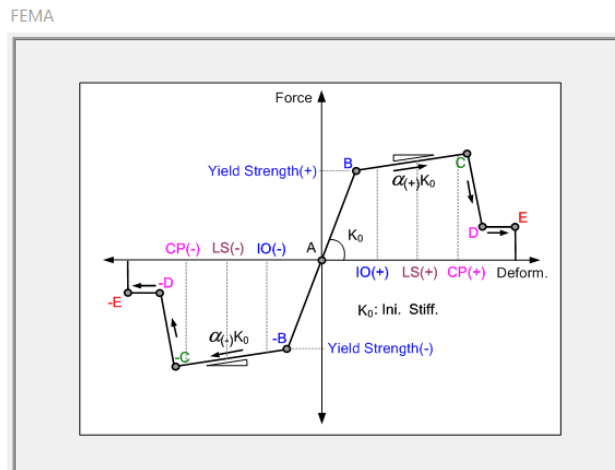 FEMA
Force
B
C
Yield Strength(+)
α(+)K0
E
D
K0
A
CP(-) LS(-) IO(-)
IO(+) LS(+) CP(+) Deform.
-D
-E
K0: Ini. Stiff.
α(-)K0
-B
Yield Strength(-)
-C